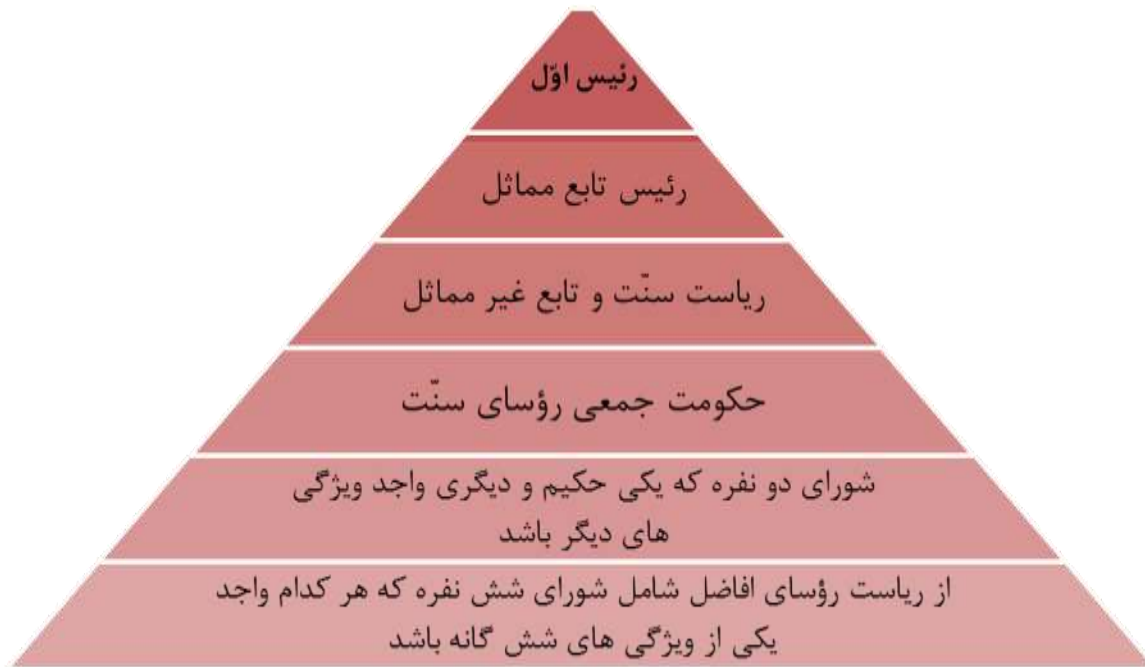 رئیس اوّل
رئیس تابع مماثل
ریاست سنّت و تابع غیر مماثل
حکومت جمعی رؤسای سنّت
شورای دو نفره که یکی حکیم و دیگری واجد ویژگی
های دیگر باشد
از ریاست رؤسای افاضل شامل شورای شش نفره که هر کدام واجد
یکی از ویژگی های شش گانه باشد